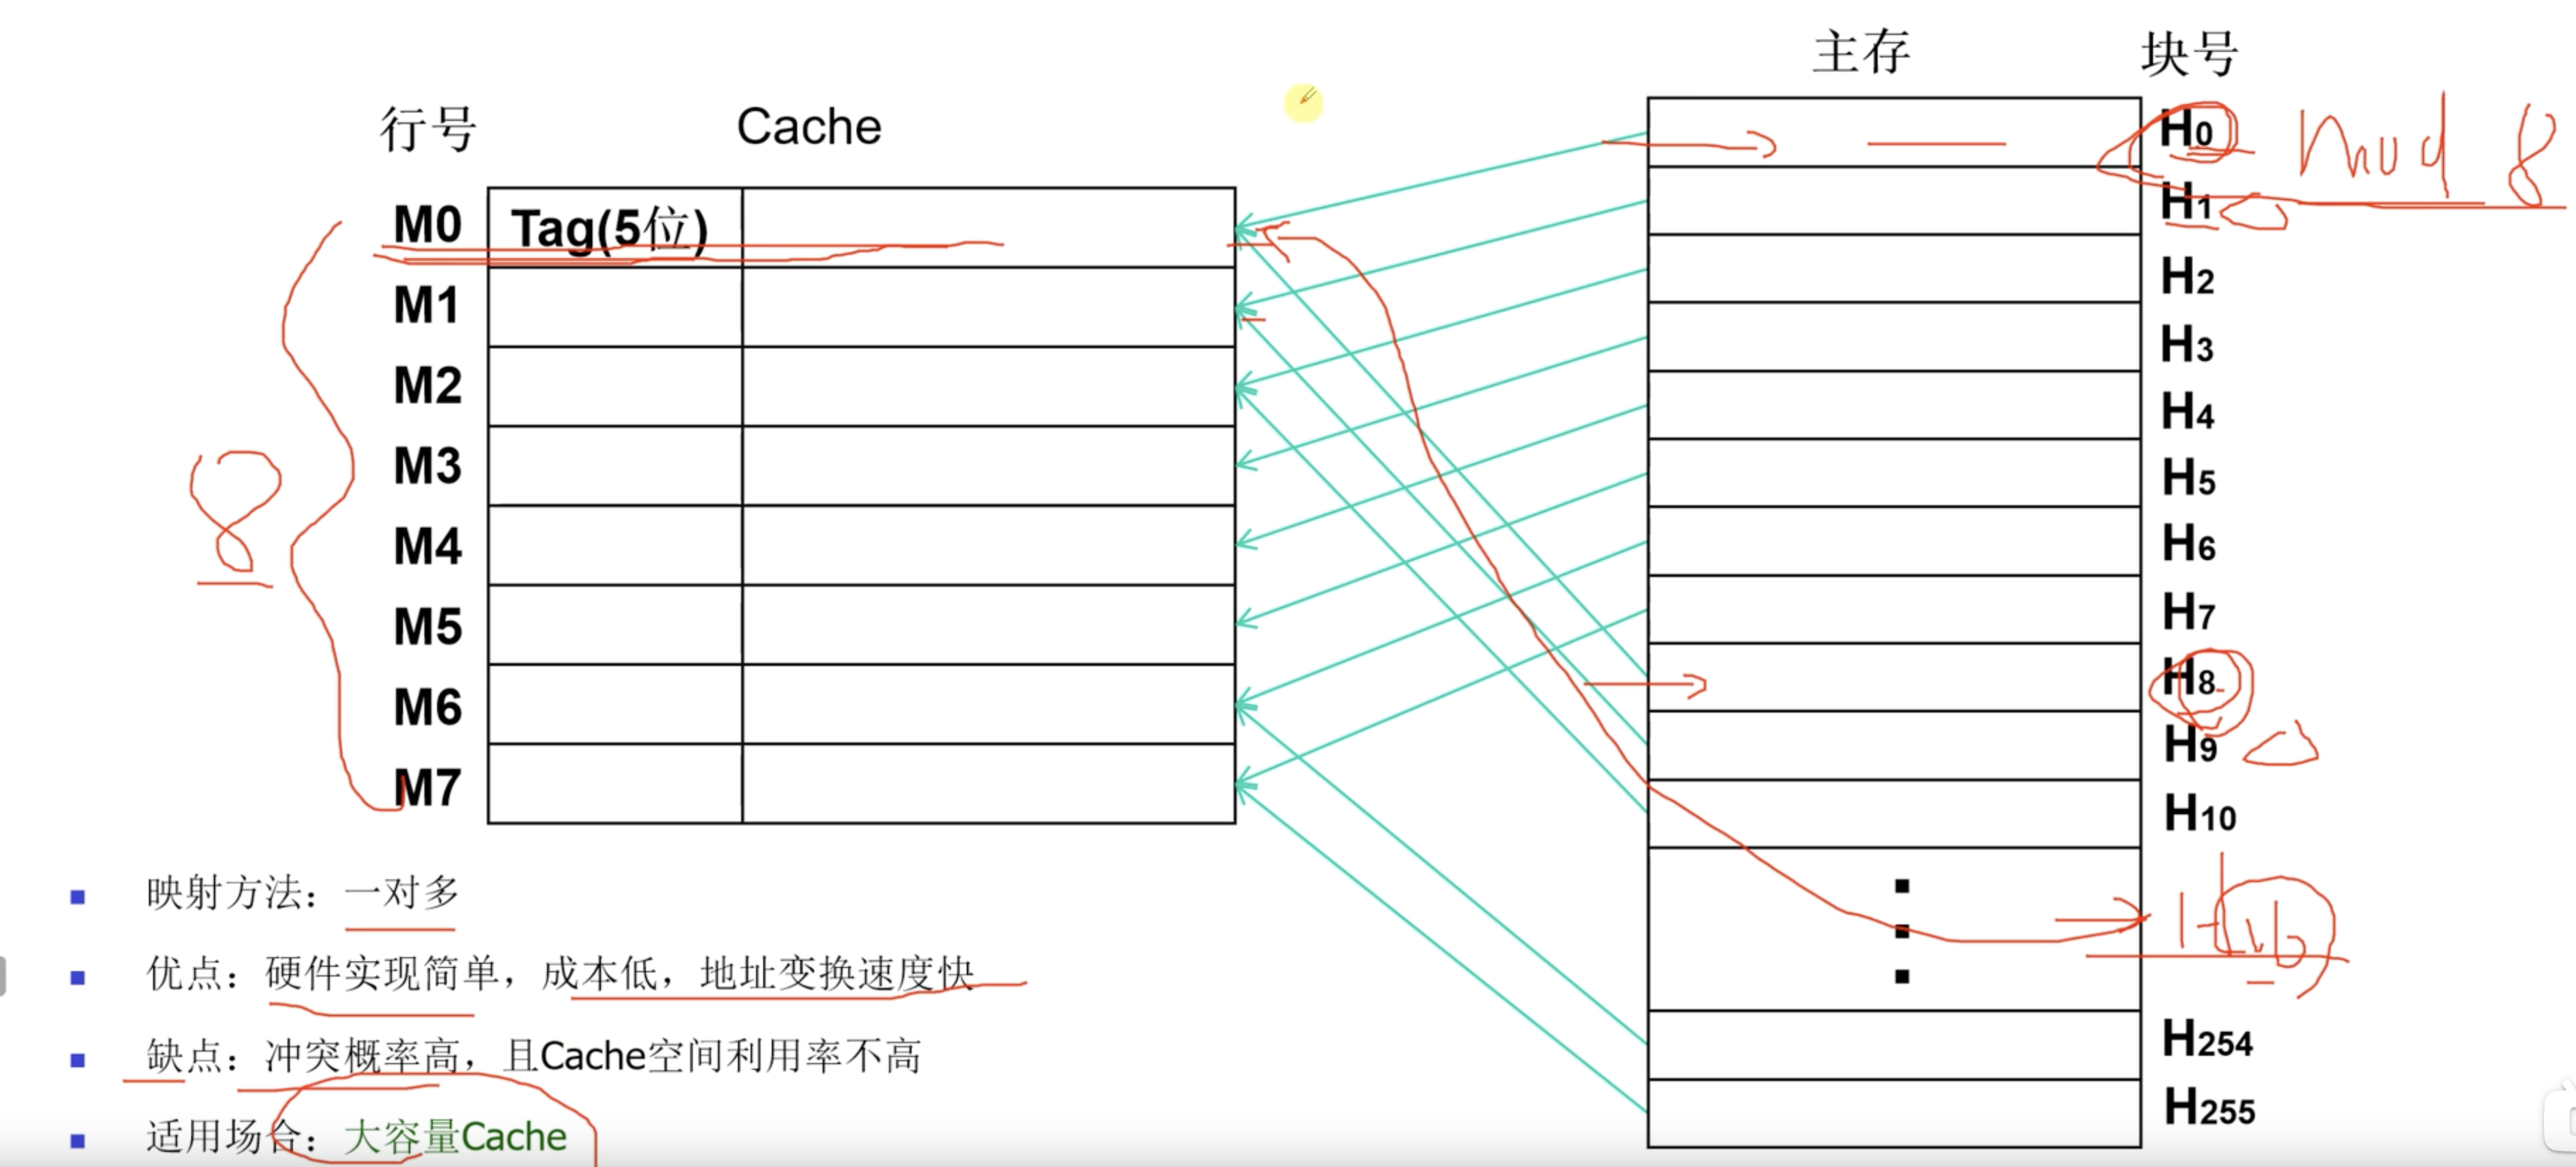 主存 块号
行号 Cache
H0 mod 8
M0 Tag(5位)
H1
M1
H2
M2
H3
M3
H4
M4
H5
M5
H6
M6
H7
M7
H8
H9
H10
8
H16
H254
H255
映射方法：一对多
优点：硬件实现简单，成本低，地址变换速度快
缺点：冲突概率高，且Cache空间利用率不高
适用场合：大容量Cache